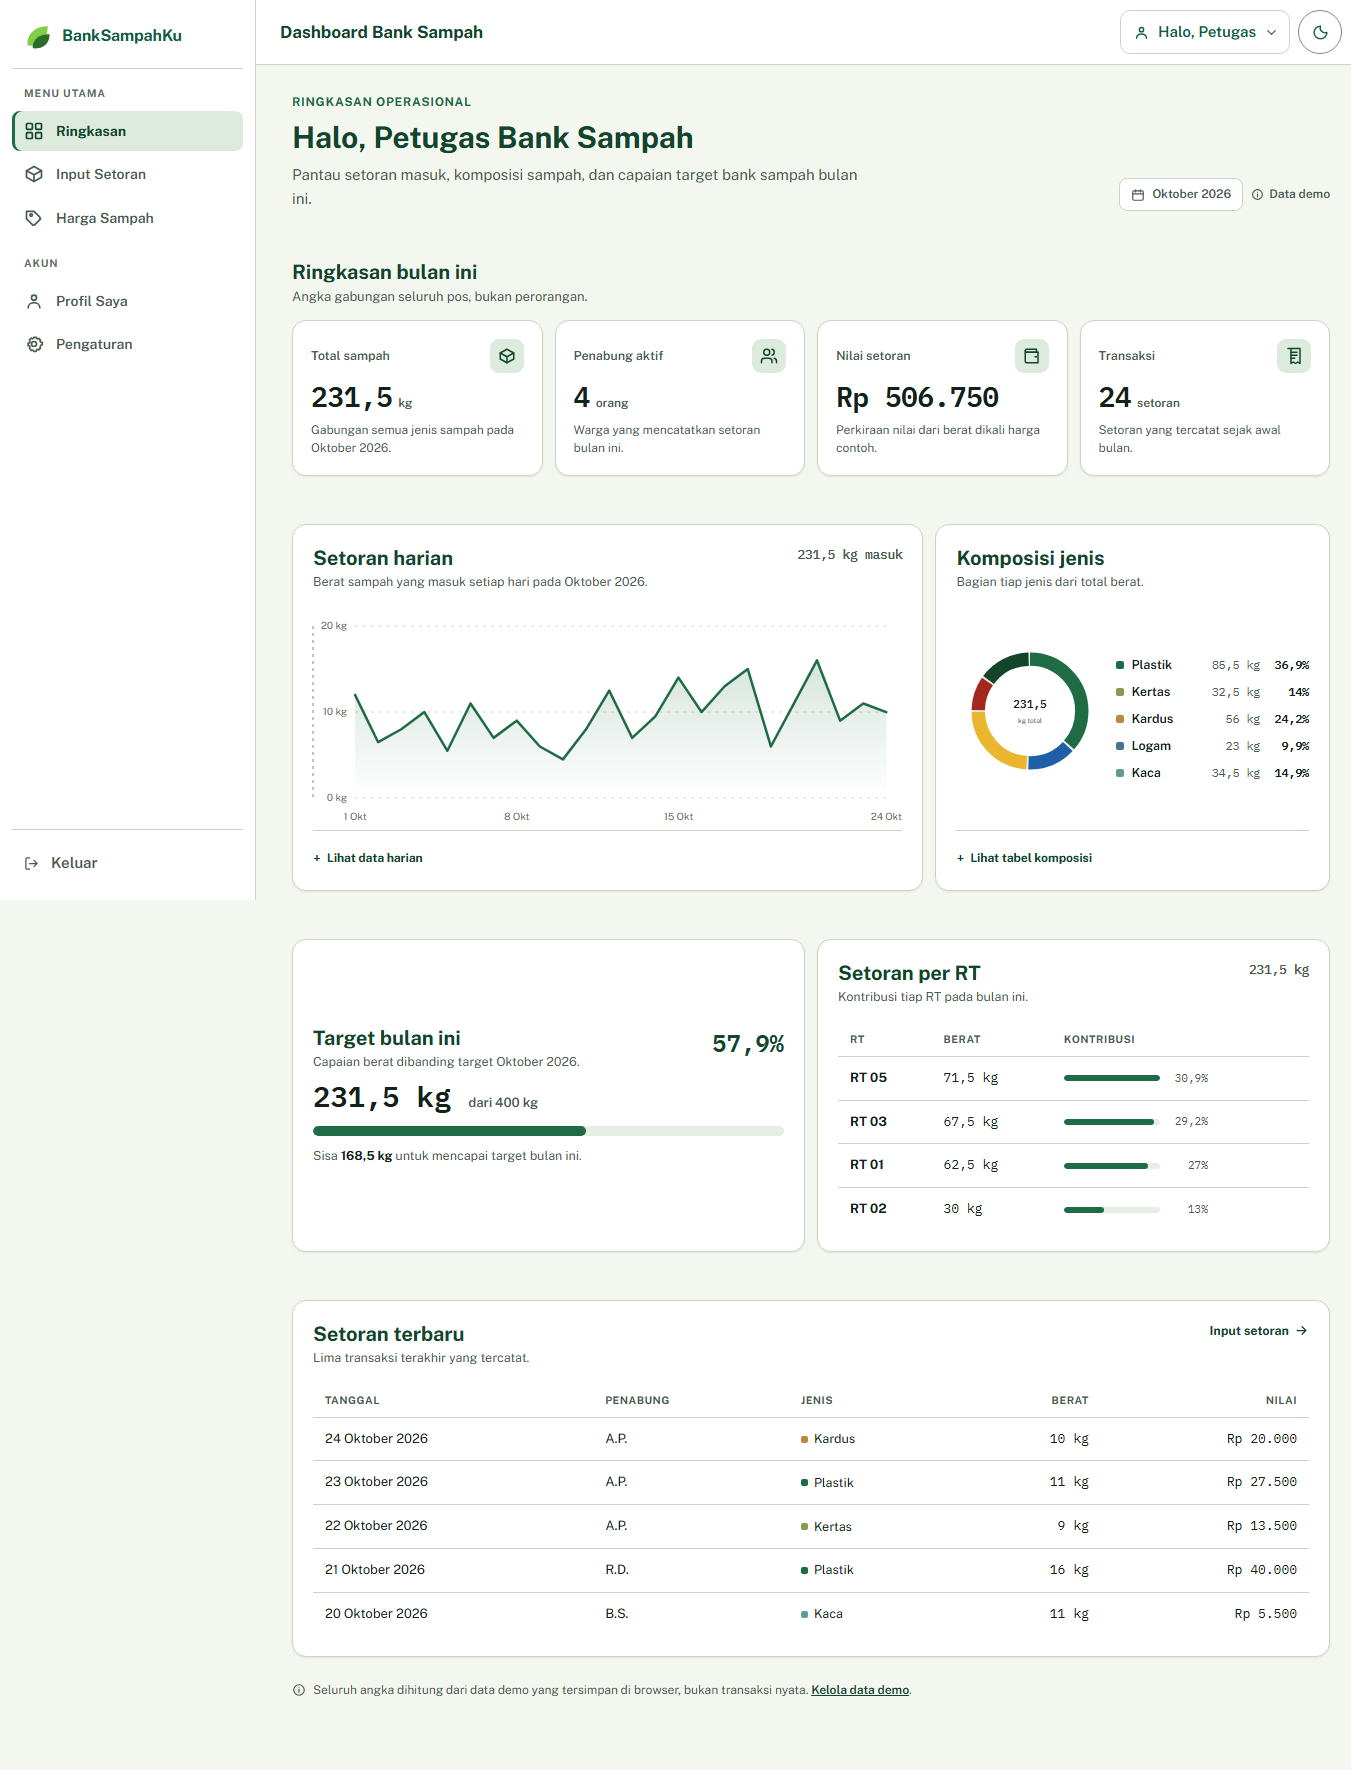 BankSampahKu
Dashboard Bank Sampah
Halo, Petugas
MENU UTAMA
Ringkasan
Input Setoran
Harga Sampah
AKUN
Profil Saya
Pengaturan
Keluar
RINGKASAN OPERASIONAL
Halo, Petugas Bank Sampah
Pantau setoran masuk, komposisi sampah, dan capaian target bank sampah bulan
ini.
Oktober 2026
Data demo
Ringkasan bulan ini
Angka gabungan seluruh pos, bukan perorangan.
Total sampah
231,5 kg
Gabungan semua jenis sampah pada
Oktober 2026.
Penabung aktif
4 orang
Warga yang mencatatkan setoran
bulan ini.
Nilai setoran
Rp 506.750
Perkiraan nilai dari berat dikali harga
contoh.
Transaksi
24 setoran
Setoran yang tercatat sejak awal
bulan.
Setoran harian
231,5 kg masuk
Berat sampah yang masuk setiap hari pada Oktober 2026.
20 kg
10 kg
0 kg
1 Okt 8 Okt 15 Okt 24 Okt
+ Lihat data harian
Komposisi jenis
Bagian tiap jenis dari total berat.
231,5
kg total
Plastik 85,5 kg 36,9%
Kertas 32,5 kg 14%
Kardus 56 kg 24,2%
Logam 23 kg 9,9%
Kaca 34,5 kg 14,9%
+ Lihat tabel komposisi
Target bulan ini
57,9%
Capaian berat dibanding target Oktober 2026.
231,5 kg dari 400 kg
Sisa 168,5 kg untuk mencapai target bulan ini.
Setoran per RT
231,5 kg
Kontribusi tiap RT pada bulan ini.
RT BERAT KONTRIBUSI
RT 05 71,5 kg 30,9%
RT 03 67,5 kg 29,2%
RT 01 62,5 kg 27%
RT 02 30 kg 13%
Setoran terbaru
Input setoran →
Lima transaksi terakhir yang tercatat.
TANGGAL PENABUNG JENIS BERAT NILAI
24 Oktober 2026 A.P. Kardus 10 kg Rp 20.000
23 Oktober 2026 A.P. Plastik 11 kg Rp 27.500
22 Oktober 2026 A.P. Kertas 9 kg Rp 13.500
21 Oktober 2026 R.D. Plastik 16 kg Rp 40.000
20 Oktober 2026 B.S. Kaca 11 kg Rp 5.500
Seluruh angka dihitung dari data demo yang tersimpan di browser, bukan transaksi nyata. Kelola data demo.